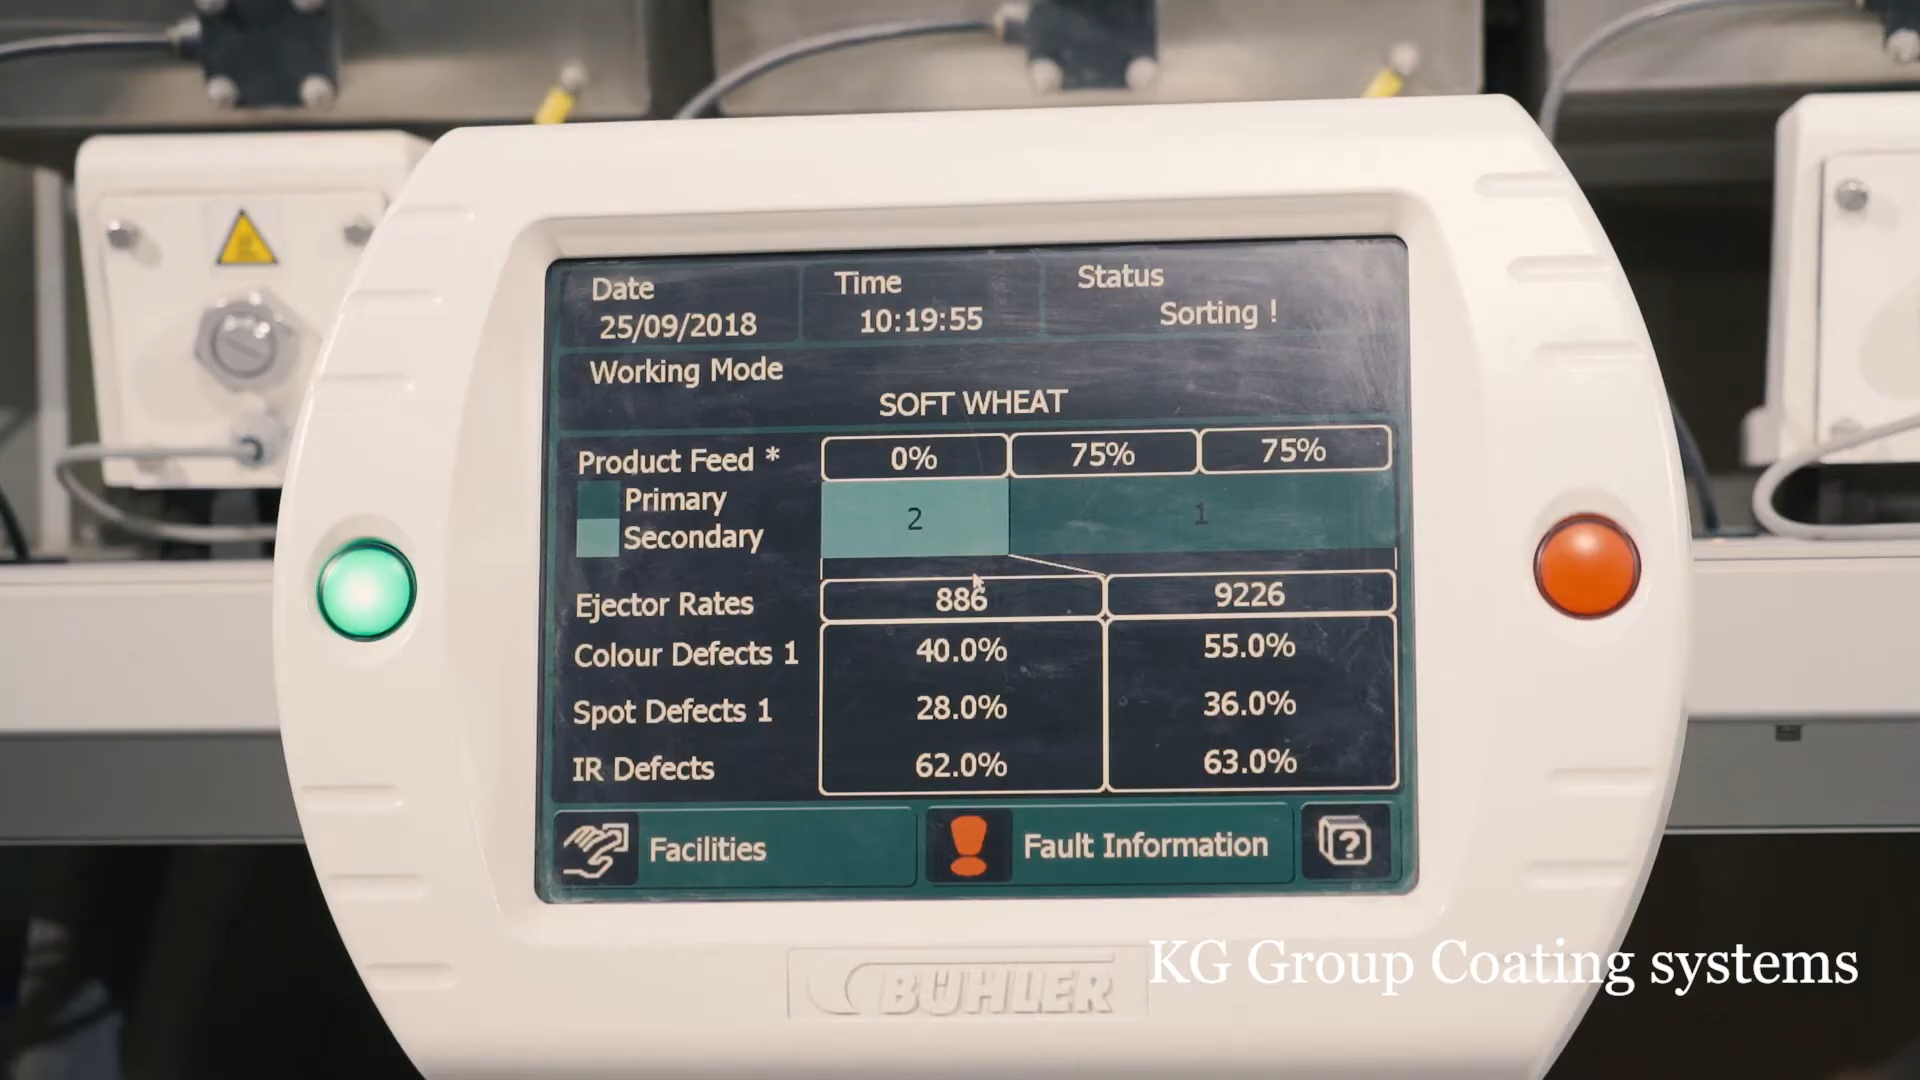 Date
25/09/2018
Time
10:19:55
Status
Sorting !
Working Mode
SOFT WHEAT
Product Feed * 0% 75% 75%
Primary
Secondary
2 1
Ejector Rates 886 9226
Colour Defects 1 40.0% 55.0%
Spot Defects 1 28.0% 36.0%
IR Defects 62.0% 63.0%
Facilities
Fault Information
?
BÜHLER
KG Group Coating systems